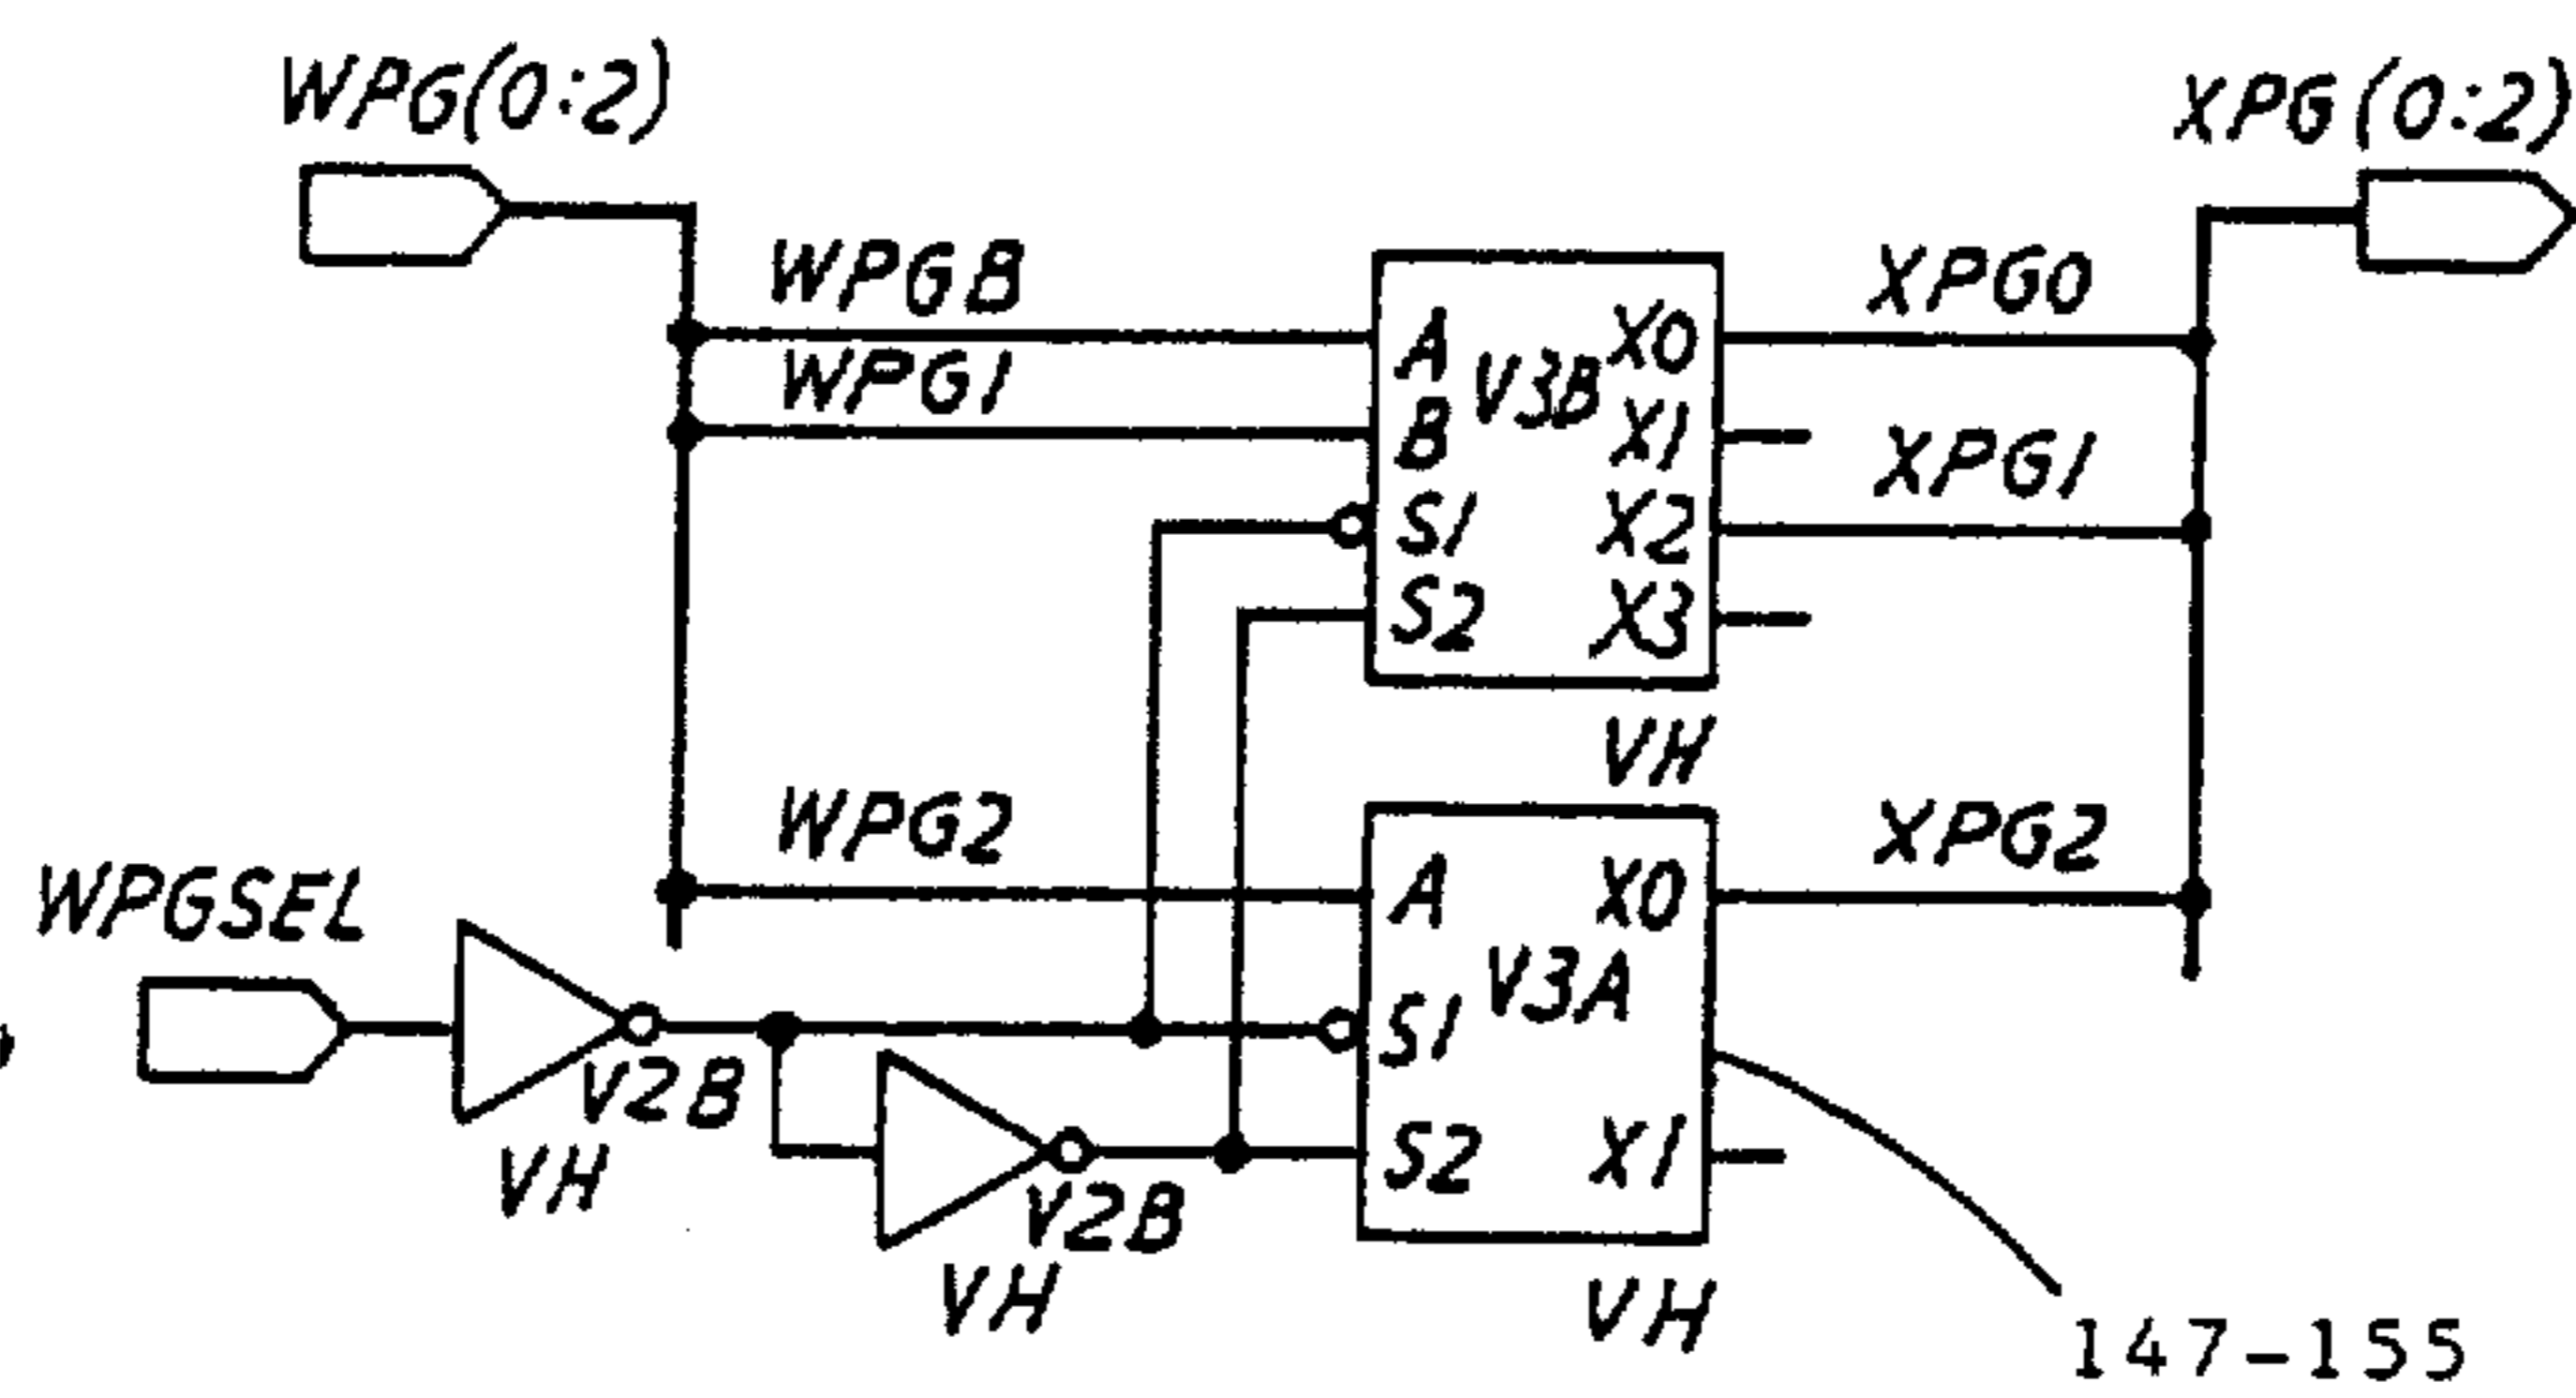 WPG(0:2)
XPG(0:2)
WPGB
XPG0
A
X0
V3B
WPG1
B
X1
XPG1
S1
X2
S2
X3
VH
WPG2
XPG2
A
X0
WPGSEL
V3A
S1
V2B
VH
S2
X1
V2B
VH
VH
147-155